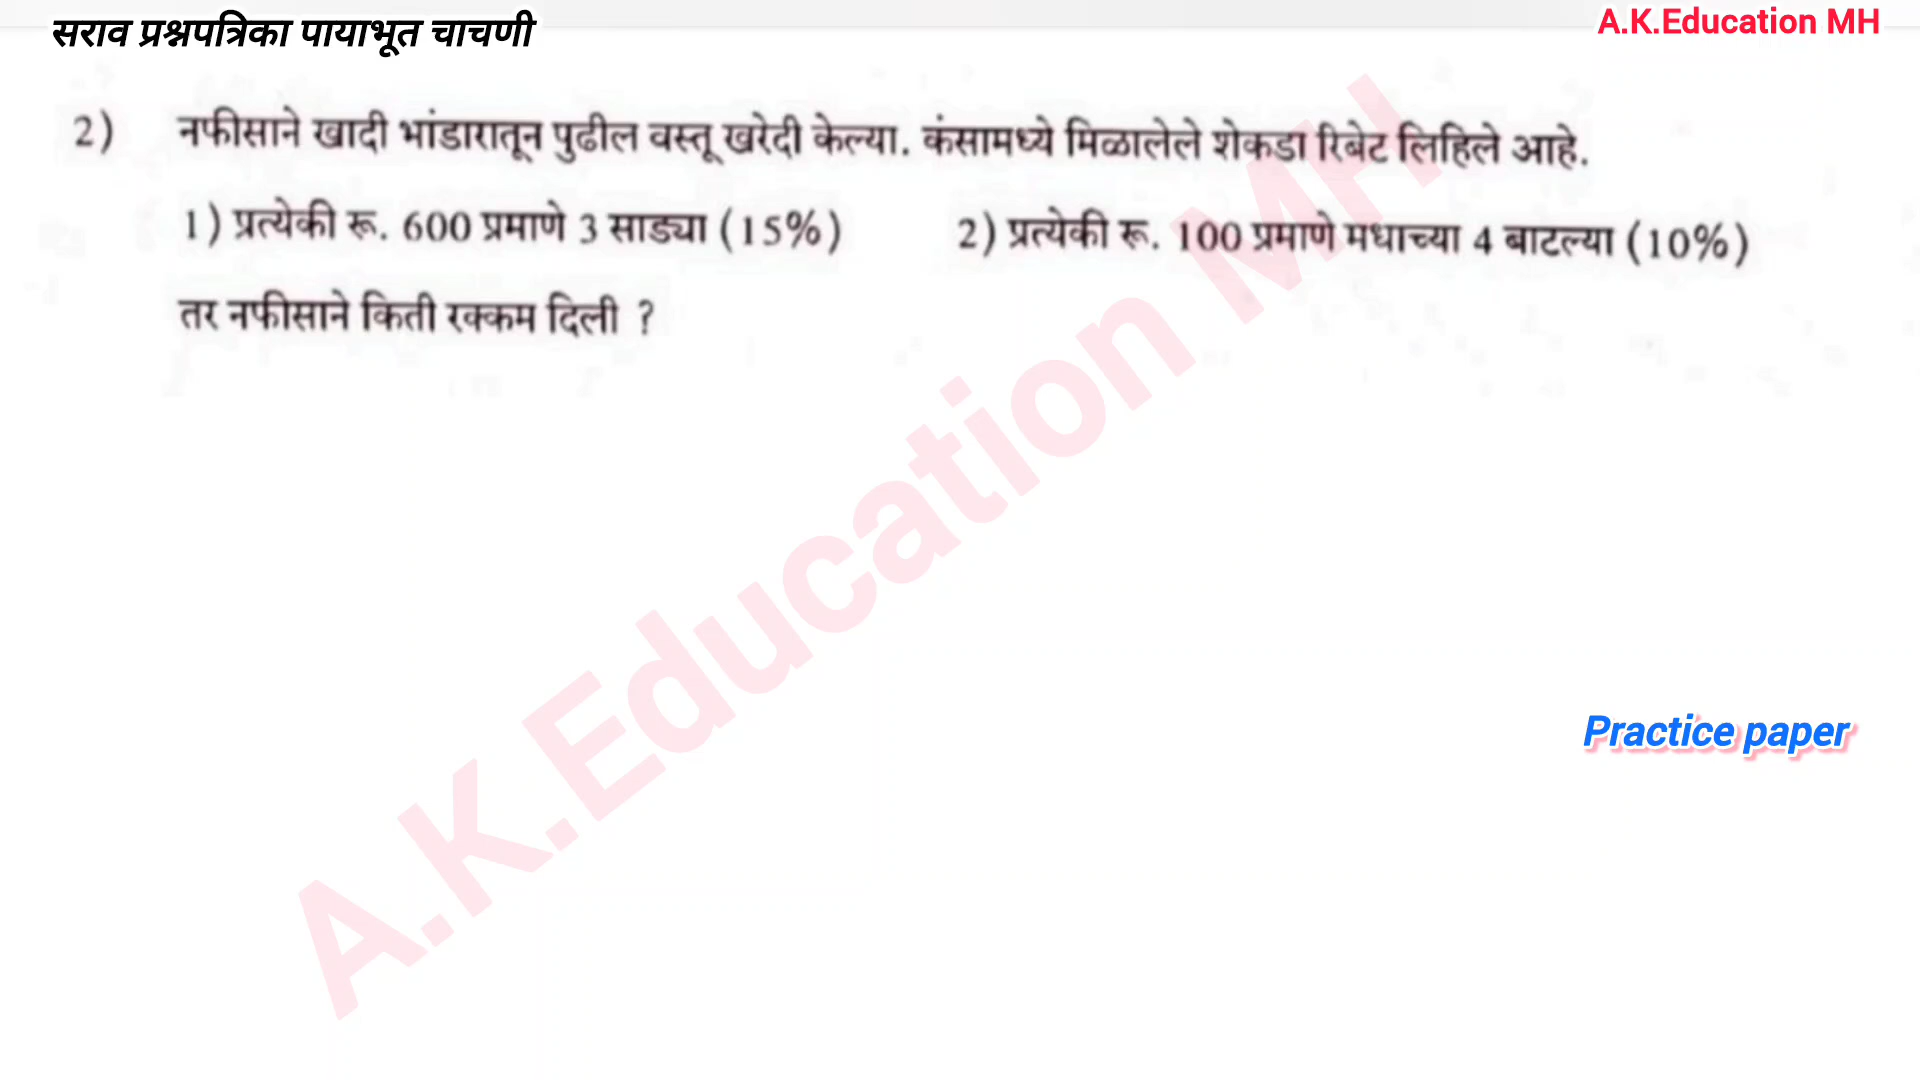 सराव प्रश्नपत्रिका पायाभूत चाचणी
A.K.Education MH
2) नफीसाने खादी भांडारातून पुढील वस्तू खरेदी केल्या. कंसामध्ये मिळालेले शेकडा रिबेट लिहिले आहे.
1) प्रत्येकी रू. 600 प्रमाणे 3 साड्या (15%) 2) प्रत्येकी रू. 100 प्रमाणे मधाच्या 4 बाटल्या (10%)
तर नफीसाने किती रक्कम दिली ?
A.K.Education MH
Practice paper